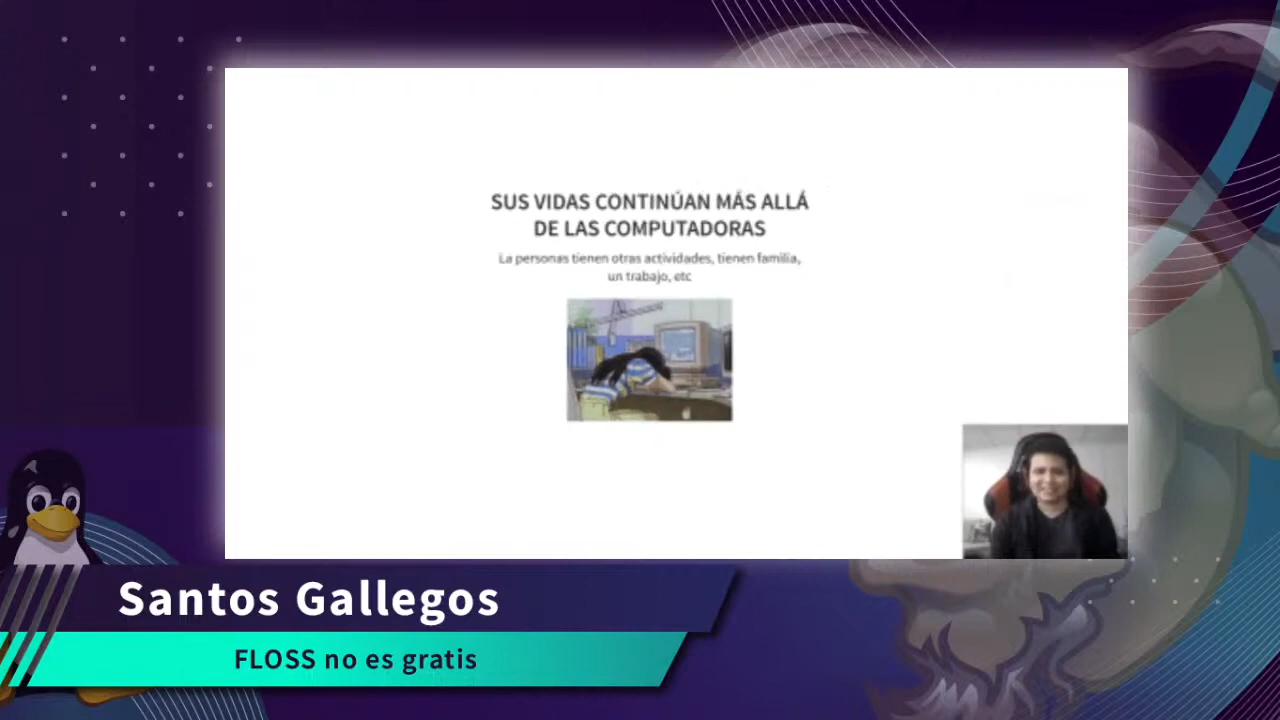 SUS VIDAS CONTINÚAN MÁS ALLÁ
DE LAS COMPUTADORAS
La personas tienen otras actividades, tienen familia,
un trabajo, etc
Santos Gallegos
FLOSS no es gratis